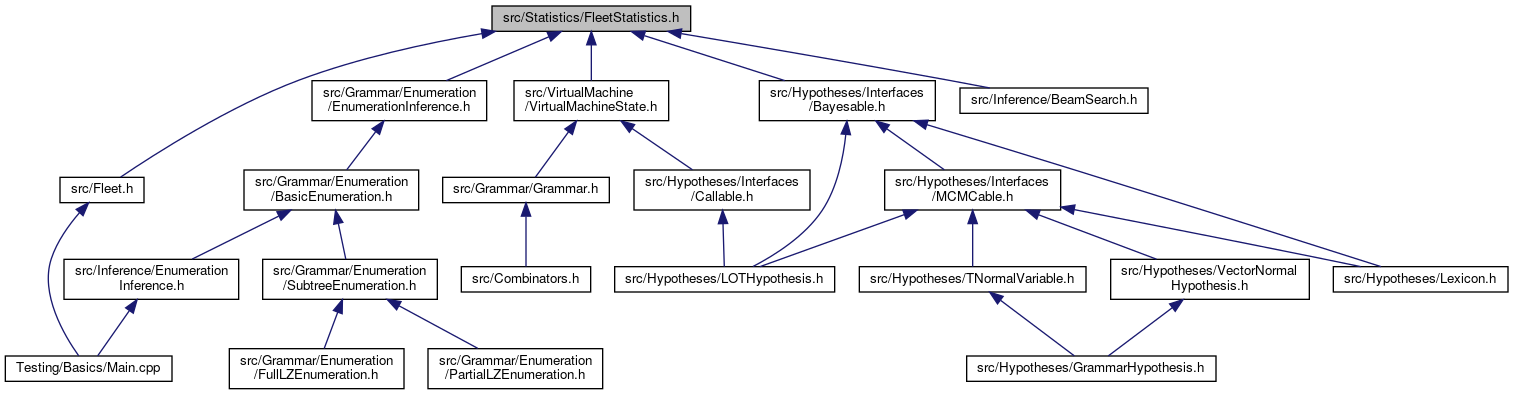 src/Statistics/FleetStatistics.h
src/Grammar/Enumeration
/EnumerationInference.h
src/VirtualMachine
/VirtualMachineState.h
src/Hypotheses/Interfaces
/Bayesable.h
src/Inference/BeamSearch.h
src/Fleet.h
src/Grammar/Enumeration
/BasicEnumeration.h
src/Grammar/Grammar.h
src/Hypotheses/Interfaces
/Callable.h
src/Hypotheses/Interfaces
/MCMCable.h
src/Inference/Enumeration
Inference.h
src/Grammar/Enumeration
/SubtreeEnumeration.h
src/Combinators.h
src/Hypotheses/LOTHypothesis.h
src/Hypotheses/TNormalVariable.h
src/Hypotheses/VectorNormal
Hypothesis.h
src/Hypotheses/Lexicon.h
Testing/Basics/Main.cpp
src/Grammar/Enumeration
/FullLZEnumeration.h
src/Grammar/Enumeration
/PartialLZEnumeration.h
src/Hypotheses/GrammarHypothesis.h